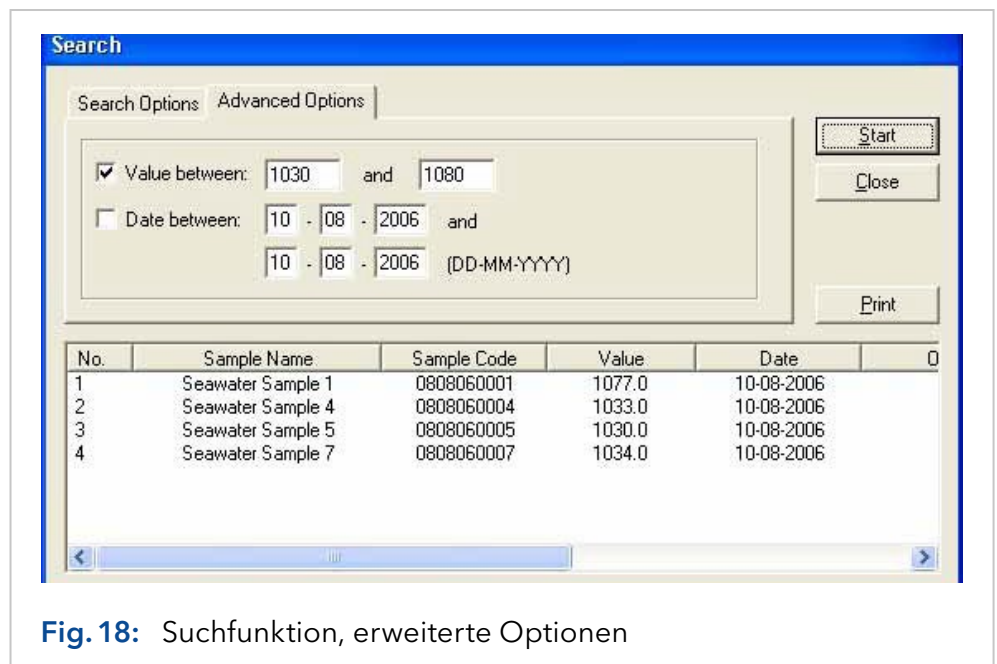 Search
Search Options Advanced Options
Start
Value between: 1030 and 1080
Close
Date between: 10 - 08 - 2006 and
10 - 08 - 2006 (DD-MM-YYYY)
Print
No. Sample Name Sample Code Value Date O
1 Seawater Sample 1 0808060001 1077.0 10-08-2006
2 Seawater Sample 4 0808060004 1033.0 10-08-2006
3 Seawater Sample 5 0808060005 1030.0 10-08-2006
4 Seawater Sample 7 0808060007 1034.0 10-08-2006
Fig. 18: Suchfunktion, erweiterte Optionen